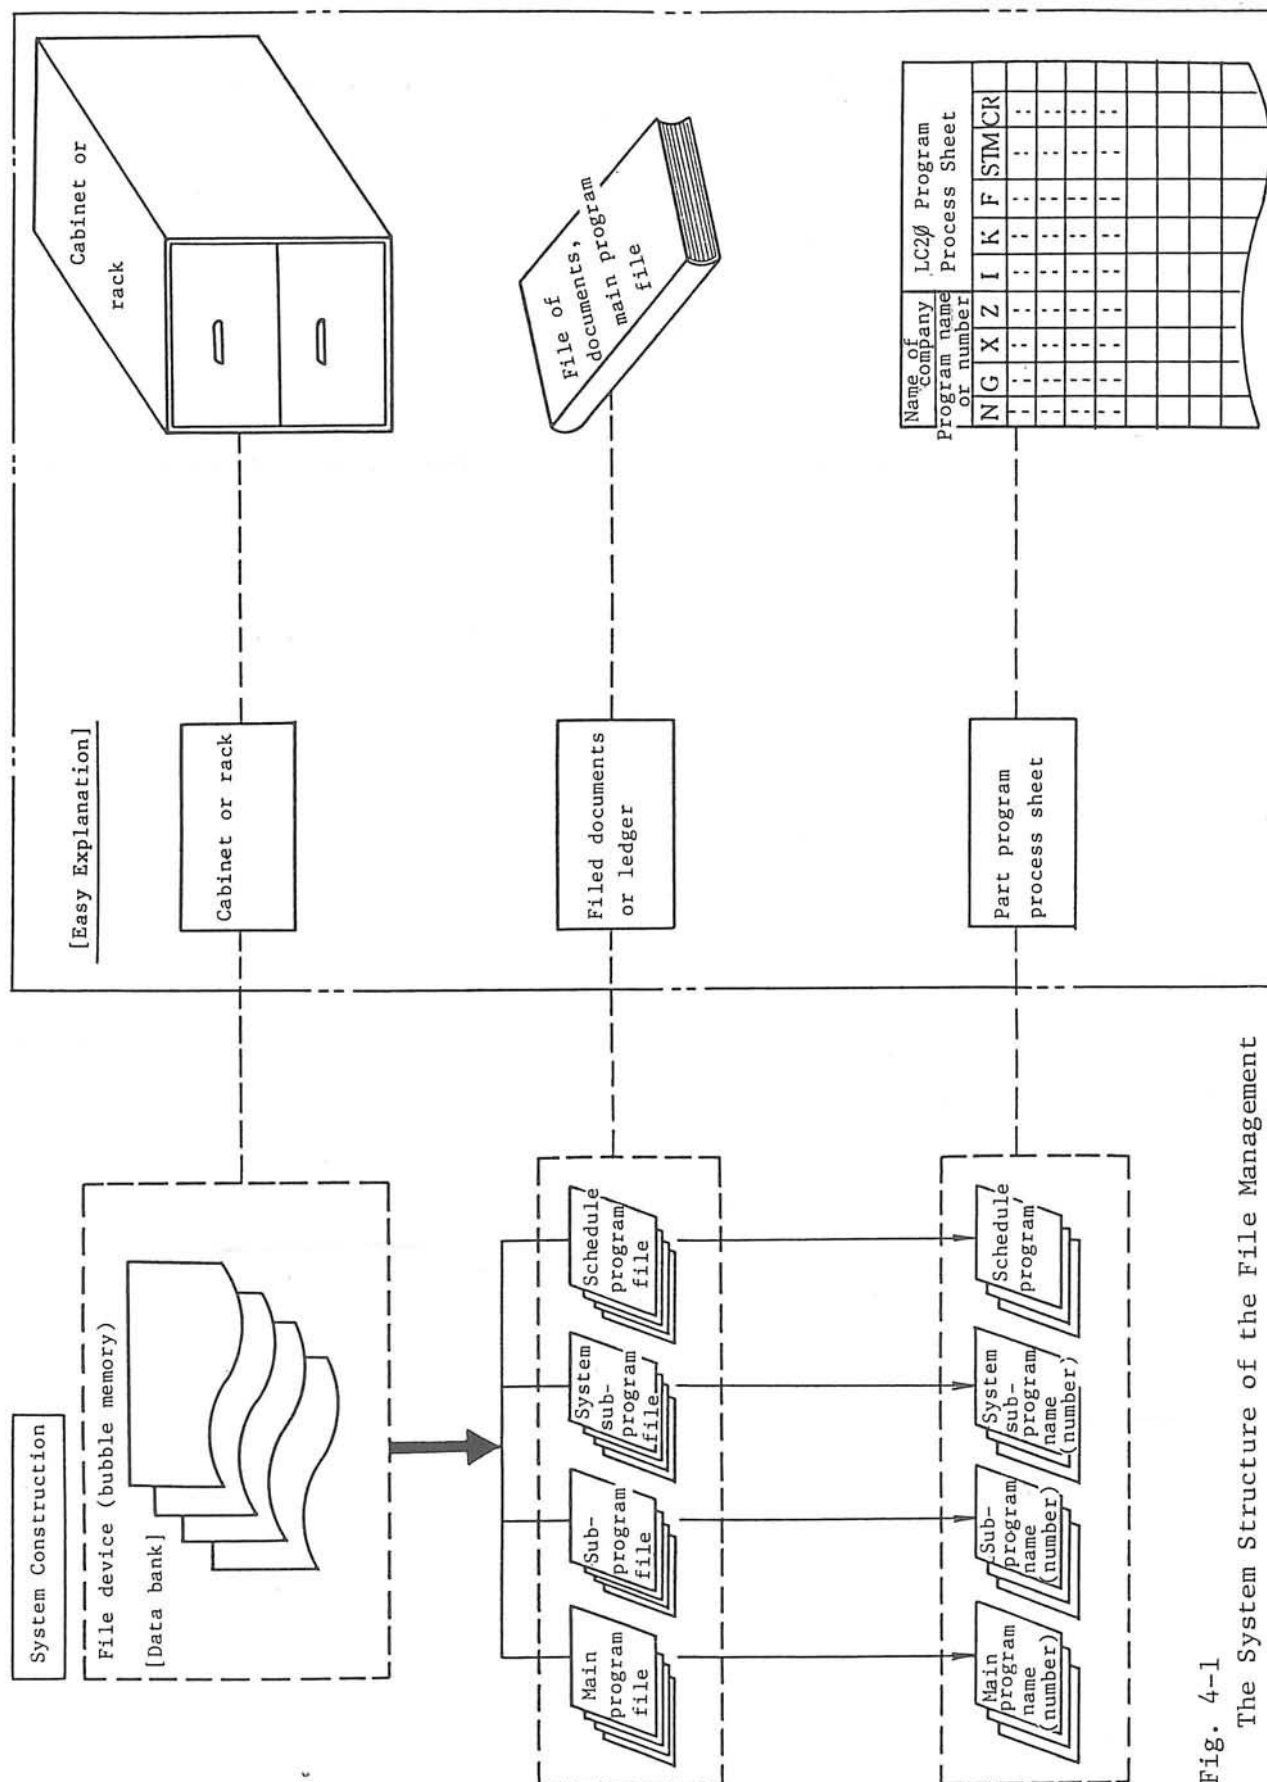 System Construction
File device (bubble memory)
[Data bank]
Main
program
file
Sub-
program
file
System
sub-
program
file
Schedule
program
file
Main
program
name
(number)
Sub-
program
name
(number)
System
sub-
program
name
(number)
Schedule
program
[Easy Explanation]
Cabinet or rack
Cabinet or
rack
Filed documents
or ledger
File of
documents,
main program
file
Part program
process sheet
Name of
company
Program name
or number
LC2Ø Program
Process Sheet
N G X Z I K F S T M CR
Fig. 4-1
The System Structure of the File Management